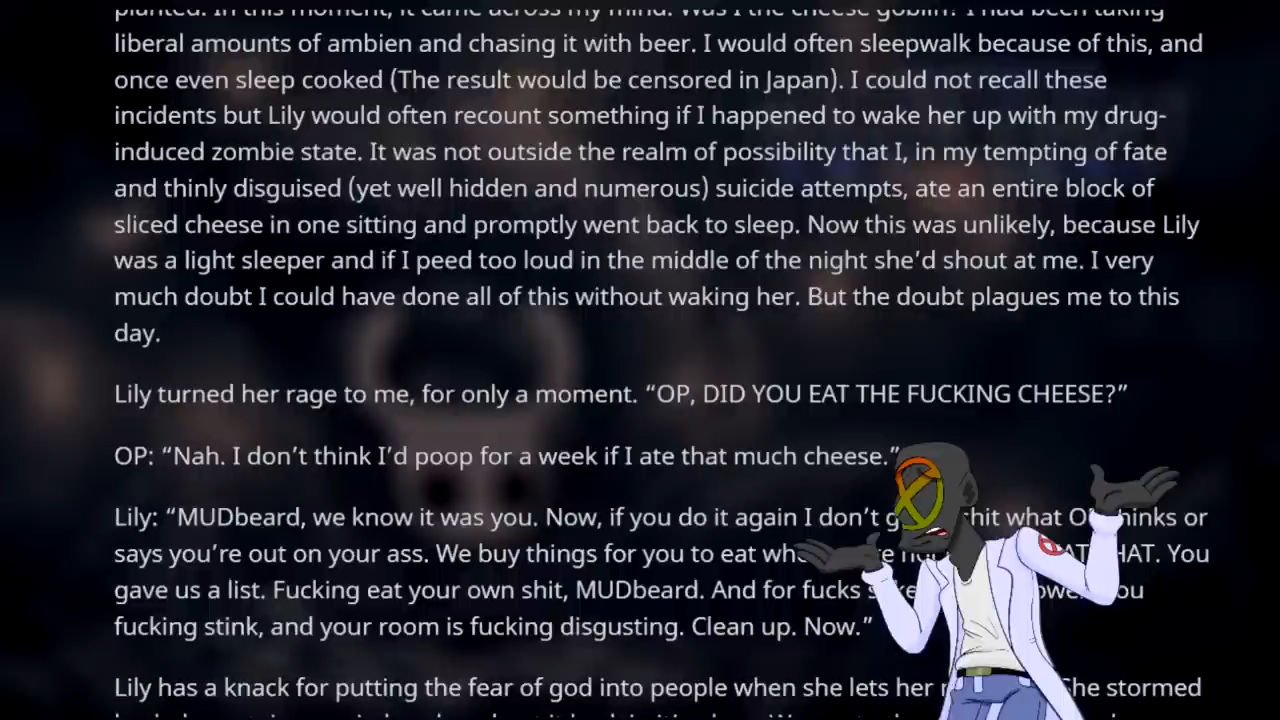 planted. In this moment, it came across my mind. Was I the cheese goblin? I had been taking
liberal amounts of ambien and chasing it with beer. I would often sleepwalk because of this, and
once even sleep cooked (The result would be censored in Japan). I could not recall these
incidents but Lily would often recount something if I happened to wake her up with my drug-
induced zombie state. It was not outside the realm of possibility that I, in my tempting of fate
and thinly disguised (yet well hidden and numerous) suicide attempts, ate an entire block of
sliced cheese in one sitting and promptly went back to sleep. Now this was unlikely, because Lily
was a light sleeper and if I peed too loud in the middle of the night she’d shout at me. I very
much doubt I could have done all of this without waking her. But the doubt plagues me to this
day.
Lily turned her rage to me, for only a moment. “OP, DID YOU EAT THE FUCKING CHEESE?”
OP: “Nah. I don’t think I’d poop for a week if I ate that much cheese.”
Lily: “MUDbeard, we know it was you. Now, if you do it again I don’t what or
says you’re out on your ass. We buy things for you to eat You
gave us a list. Fucking eat your own shit, MUDbeard. And for fucks
fucking stink, and your room is fucking disgusting. Clean up. Now.”
Lily has a knack for putting the fear of god into people when she lets her stormed